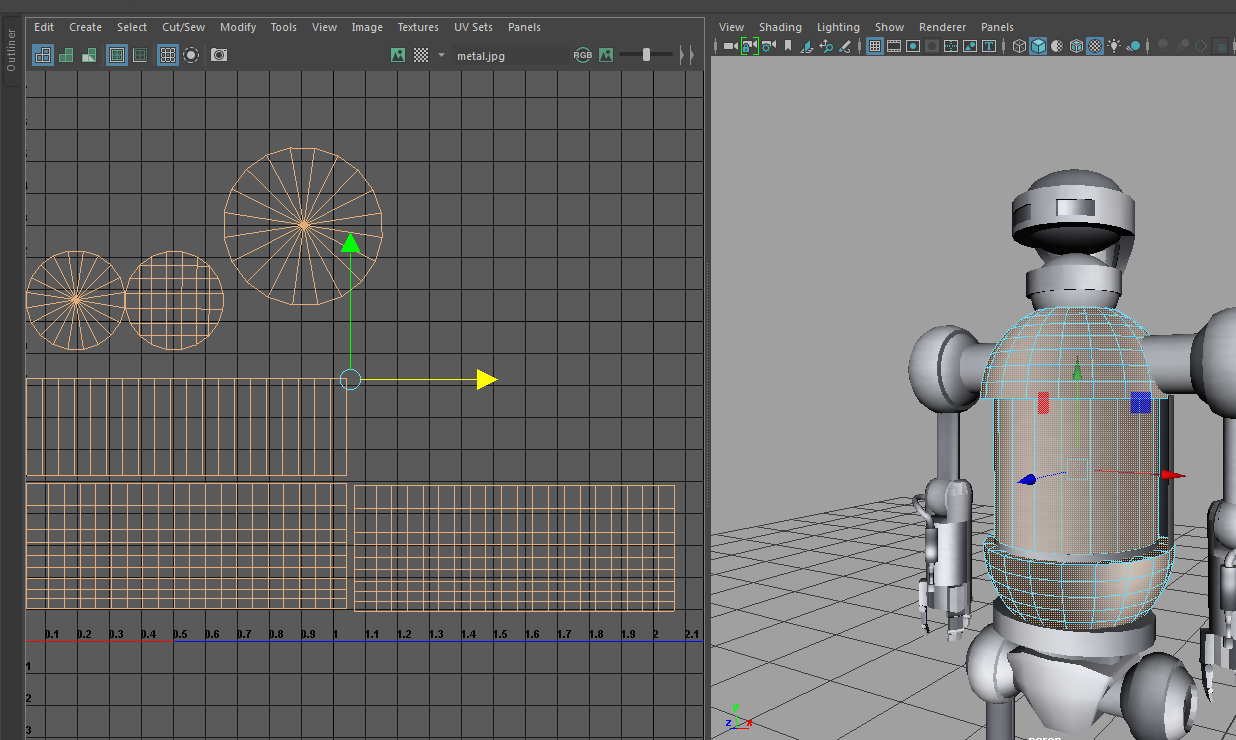 Outliner
Edit Create Select Cut/Sew Modify Tools View Image Textures UV Sets Panels
metal.jpg
RGB
0.1 0.2 0.3 0.4 0.5 0.6 0.7 0.8 0.9 1 1.1 1.2 1.3 1.4 1.5 1.6 1.7 1.8 1.9 2 2.1
1
2
3
View Shading Lighting Show Renderer Panels
T
Y
Z X
persp